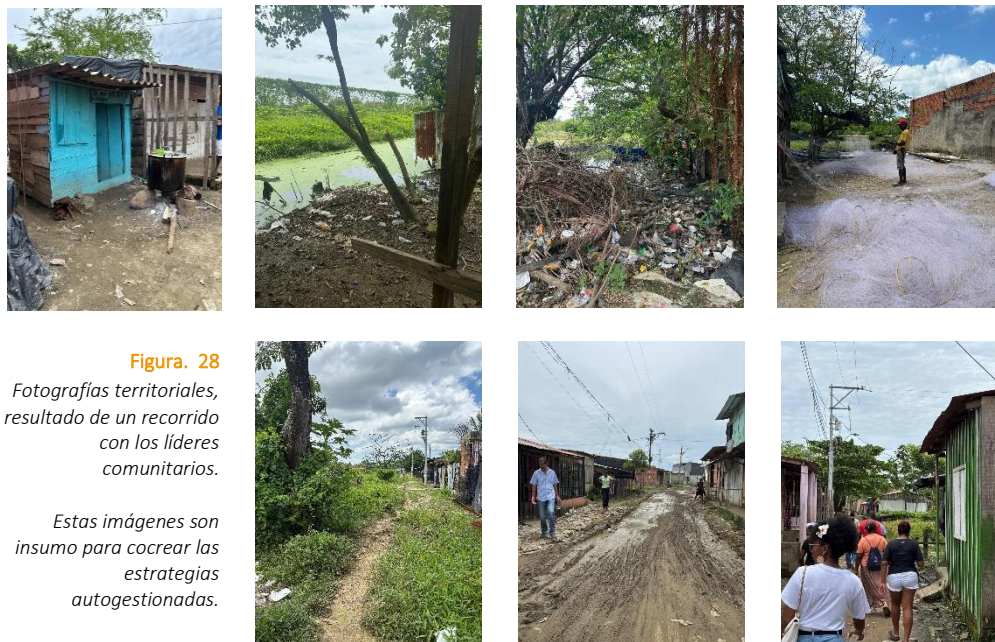 Figura. 28
Fotografías territoriales,
resultado de un recorrido
con los líderes
comunitarios.
Estas imágenes son
insumo para cocrear las
estrategias
autogestionadas.